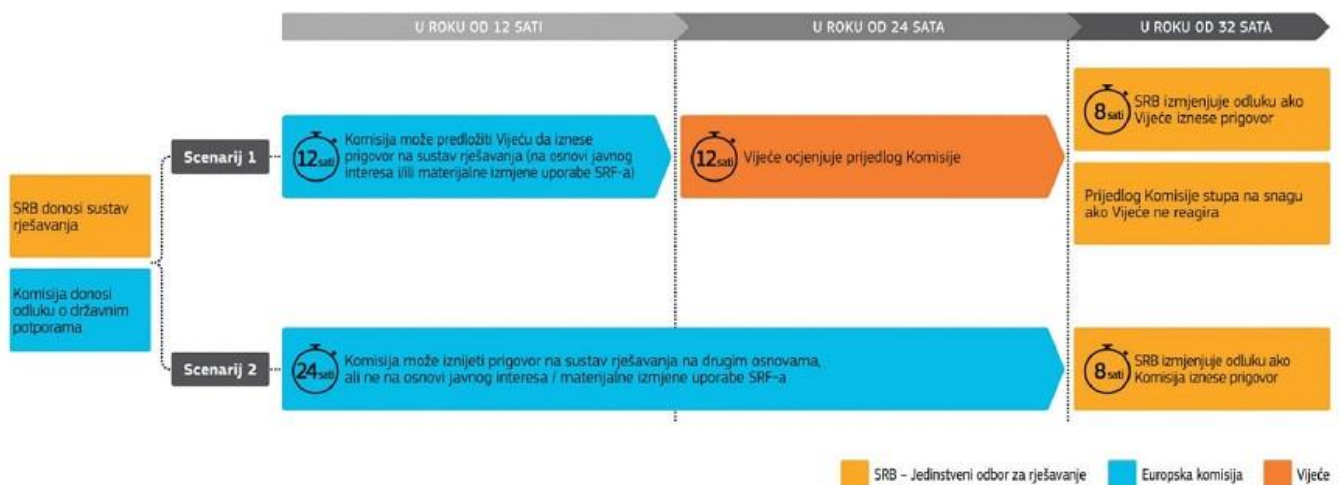 U ROKU OD 12 SATI
U ROKU OD 24 SATA
U ROKU OD 32 SATA
SRB donosi sustav
rješavanja
Komisija donosi
odluku o državnim
potporama
Scenarij 1
12 sati
Komisija može predložiti Vijeću da iznese
prigovor na sustav rješavanja (na osnovi javnog
interesa i/ili materijalne izmjene uporabe SRF-a)
12 sati
Vijeće ocjenjuje prijedlog Komisije
8 sati
SRB izmjenjuje odluku ako
Vijeće iznese prigovor
Prijedlog Komisije stupa na snagu
ako Vijeće ne reagira
Scenarij 2
24 sati
Komisija može iznijeti prigovor na sustav rješavanja na drugim osnovama,
ali ne na osnovi javnog interesa / materijalne izmjene uporabe SRF-a
8 sati
SRB izmjenjuje odluku ako
Komisija iznese prigovor
SRB – Jedinstveni odbor za rješavanje
Europska komisija
Vijeće